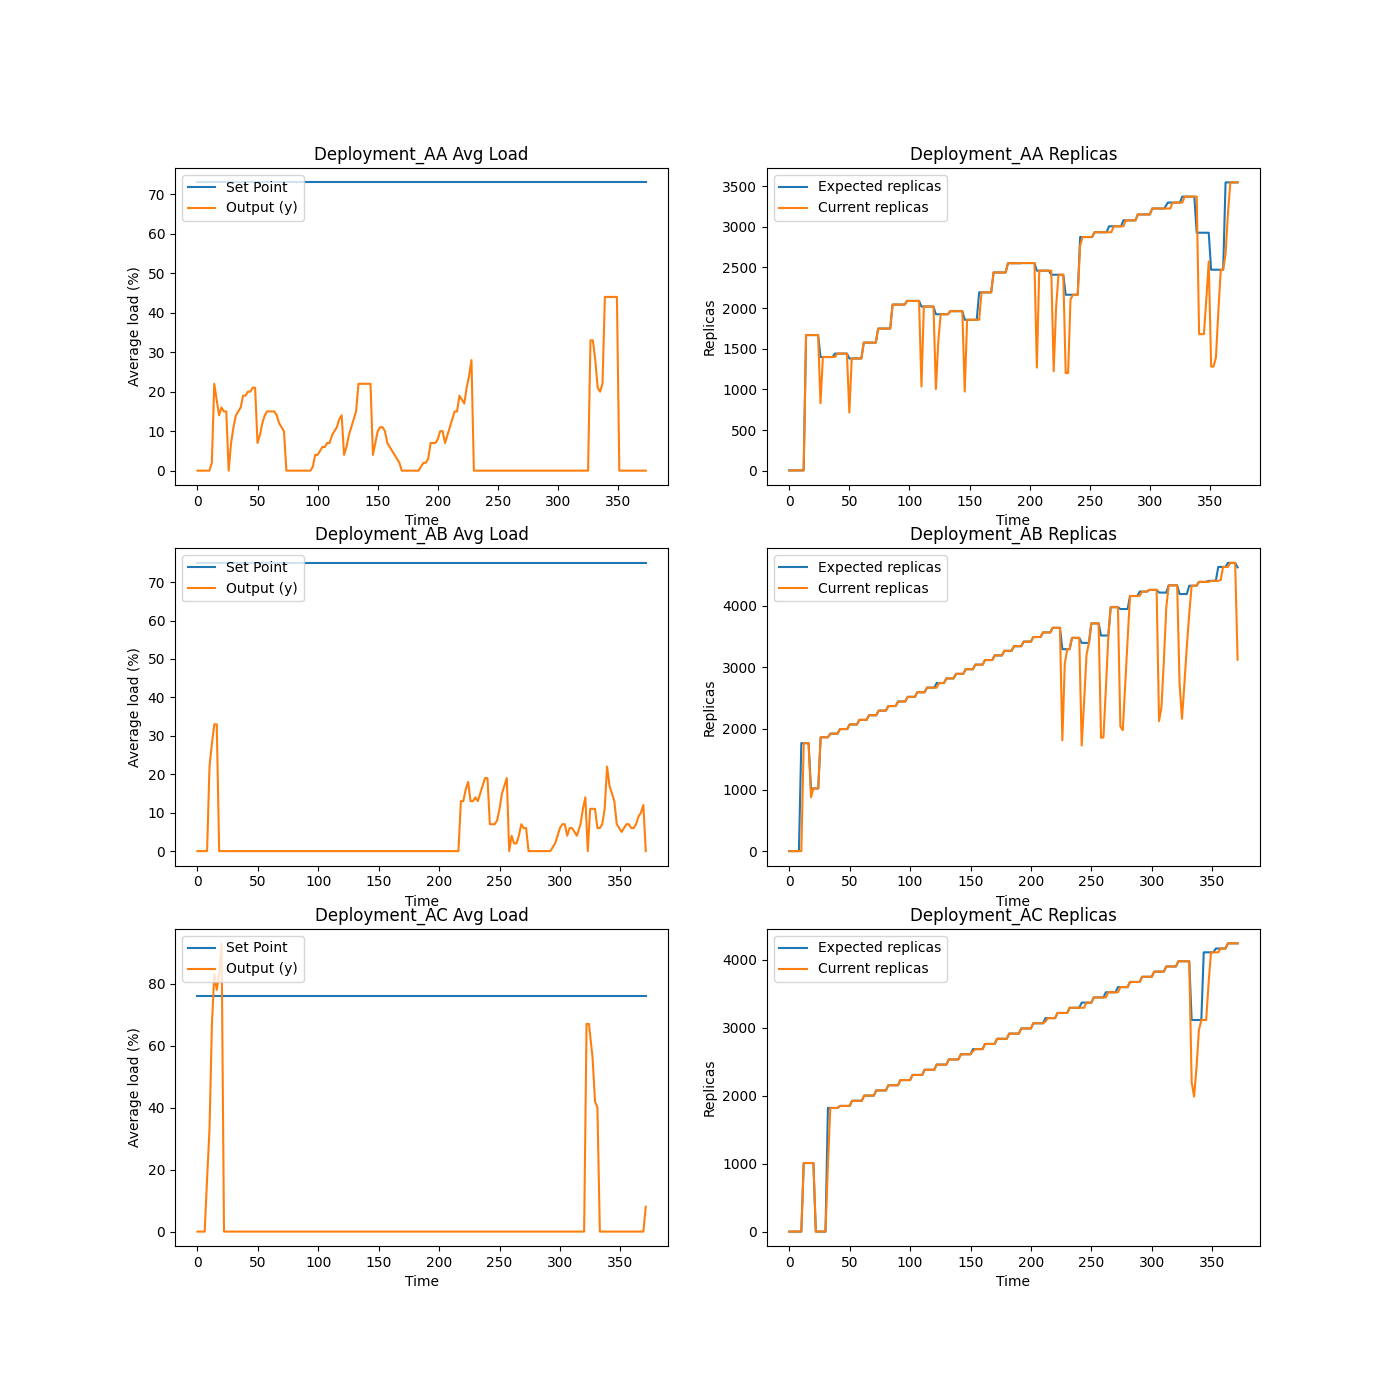 Deployment_AA Avg Load
Set Point
Output (y)
Average load (%)
70
60
50
40
30
20
10
0
0 50 100 150 200 250 300 350
Time
Deployment_AA Replicas
Expected replicas
Current replicas
Replicas
3500
3000
2500
2000
1500
1000
500
0
0 50 100 150 200 250 300 350
Time
Deployment_AB Avg Load
Set Point
Output (y)
Average load (%)
70
60
50
40
30
20
10
0
0 50 100 150 200 250 300 350
Time
Deployment_AB Replicas
Expected replicas
Current replicas
Replicas
4000
3000
2000
1000
0
0 50 100 150 200 250 300 350
Time
Deployment_AC Avg Load
Set Point
Output (y)
Average load (%)
80
60
40
20
0
0 50 100 150 200 250 300 350
Time
Deployment_AC Replicas
Expected replicas
Current replicas
Replicas
4000
3000
2000
1000
0
0 50 100 150 200 250 300 350
Time